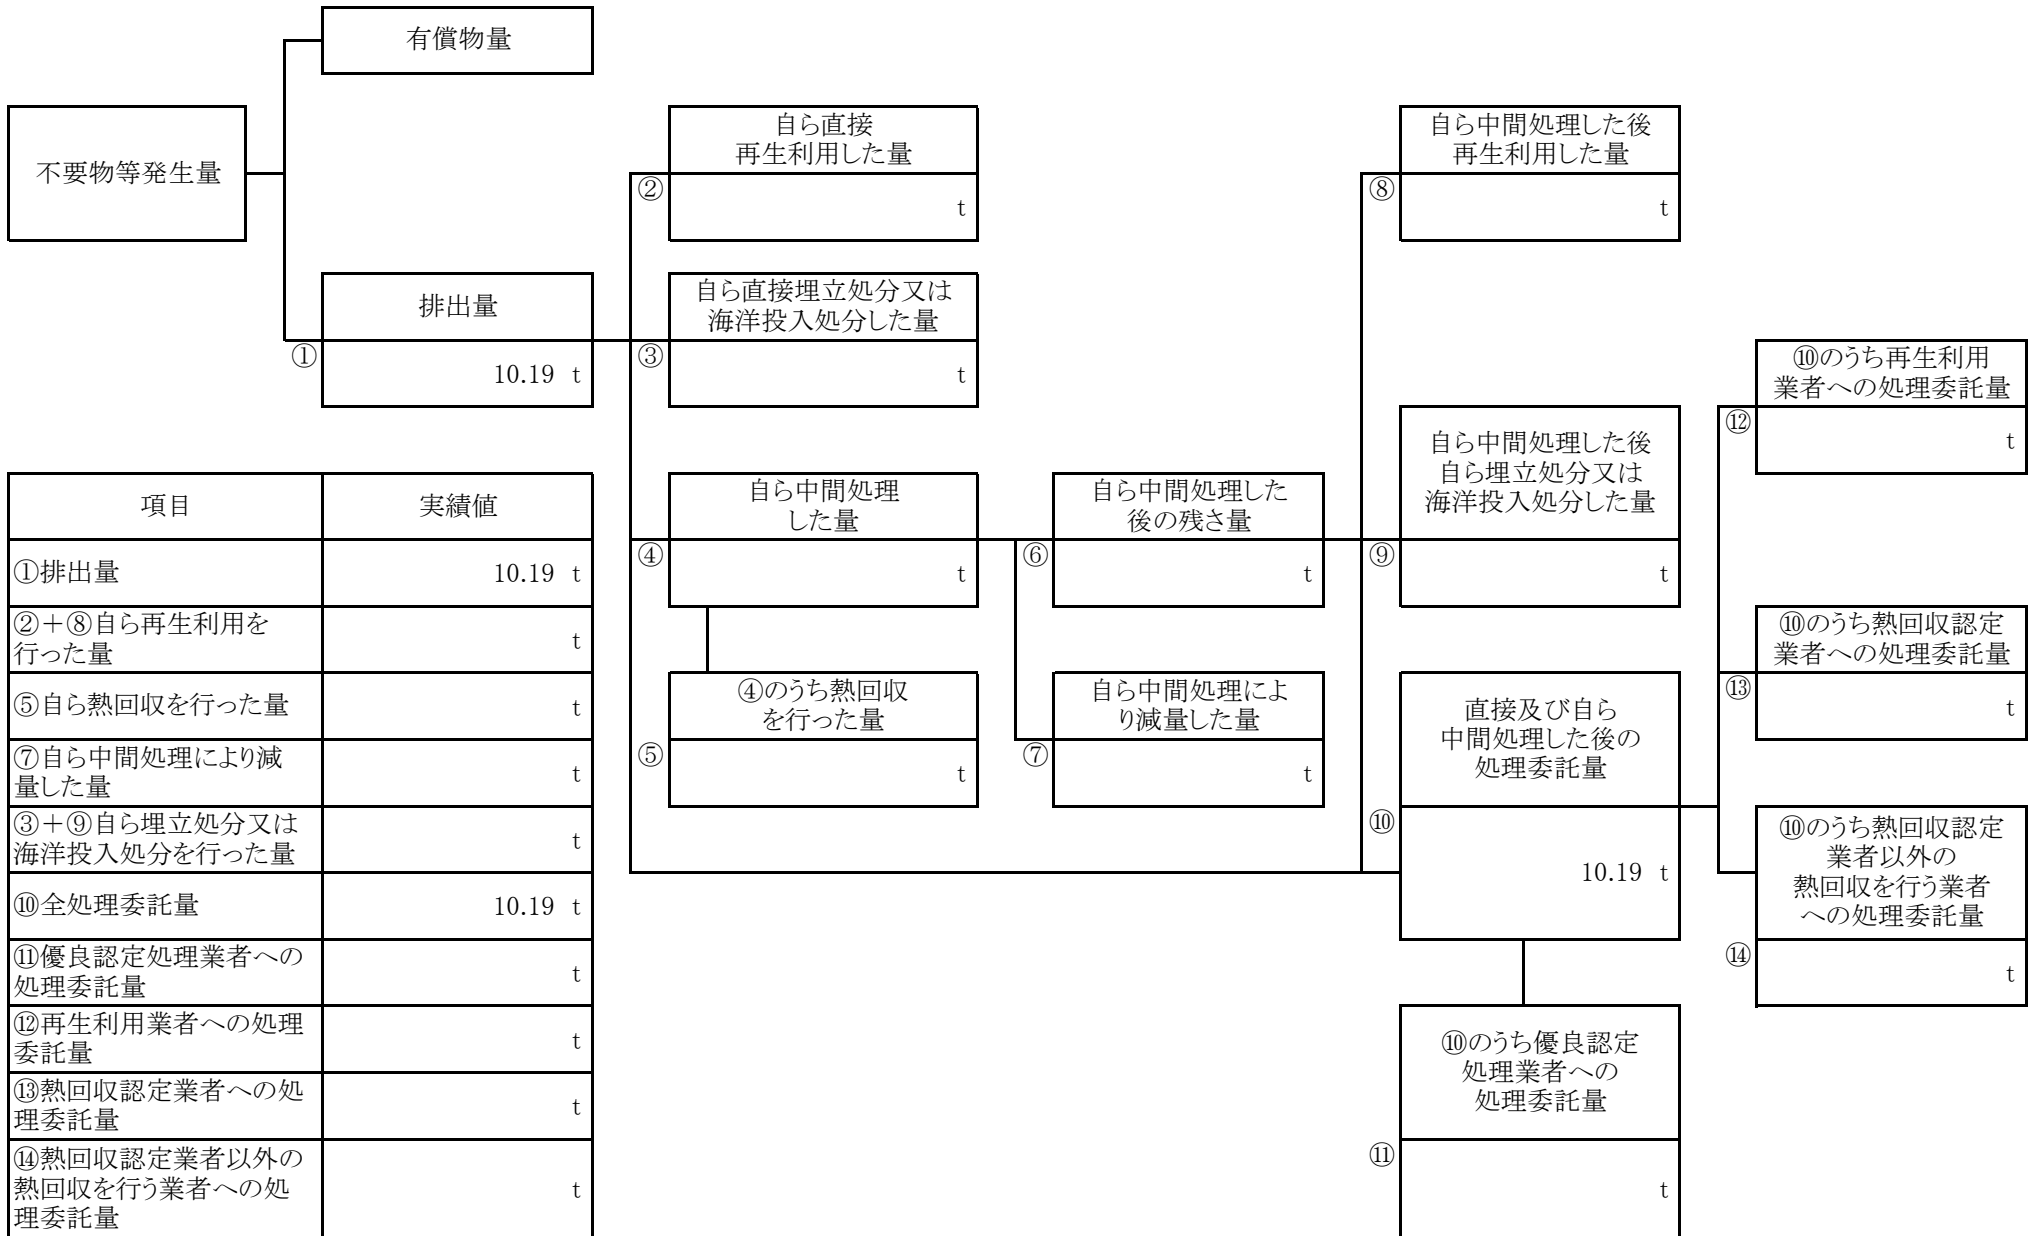 有償物量
不要物等発生量
排出量
①
10.19 t
自ら直接
再生利用した量
②
t
自ら直接埋立処分又は
海洋投入処分した量
③
t
自ら中間処理
した量
④
t
④のうち熱回収
を行った量
⑤
t
自ら中間処理した
後の残さ量
⑥
t
自ら中間処理によ
り減量した量
⑦
t
自ら中間処理した後
再生利用した量
⑧
t
自ら中間処理した後
自ら埋立処分又は
海洋投入処分した量
⑨
t
直接及び自ら
中間処理した後の
処理委託量
⑩
10.19 t
⑩のうち優良認定
処理業者への
処理委託量
⑪
t
⑩のうち再生利用
業者への処理委託量
⑫
t
⑩のうち熱回収認定
業者への処理委託量
⑬
t
⑩のうち熱回収認定
業者以外の
熱回収を行う業者
への処理委託量
⑭
t
項目 実績値
①排出量 10.19 t
②+⑧自ら再生利用を
行った量
t
⑤自ら熱回収を行った量 t
⑦自ら中間処理により減
量した量
t
③+⑨自ら埋立処分又は
海洋投入処分を行った量
t
⑩全処理委託量 10.19 t
⑪優良認定処理業者への
処理委託量
t
⑫再生利用業者への処理
委託量
t
⑬熱回収認定業者への処
理委託量
t
⑭熱回収認定業者以外の
熱回収を行う業者への処
理委託量
t